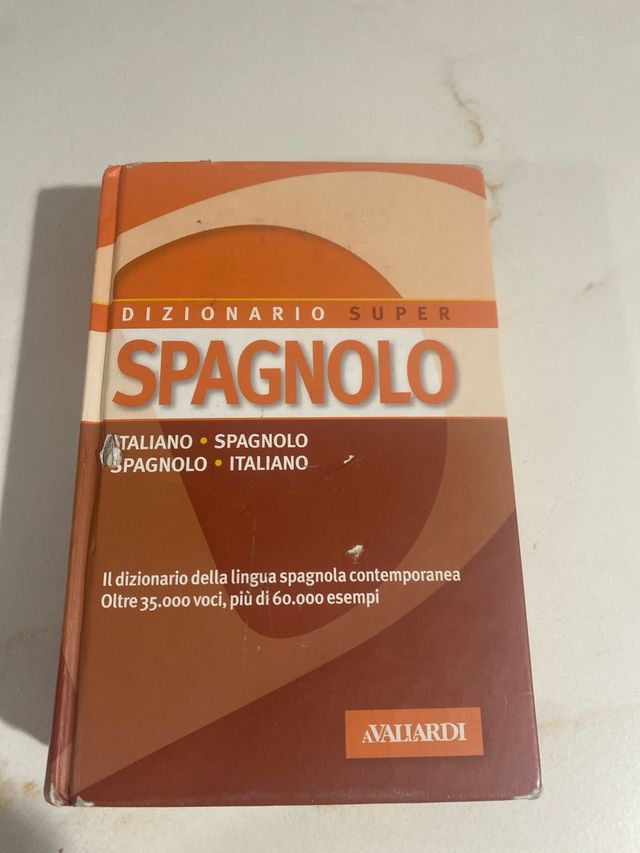 DIZIONARIO SUPER
SPAGNOLO
ITALIANO • SPAGNOLO
SPAGNOLO • ITALIANO
Il dizionario della lingua spagnola contemporanea
Oltre 35.000 voci, più di 60.000 esempi
A.VALLARDI